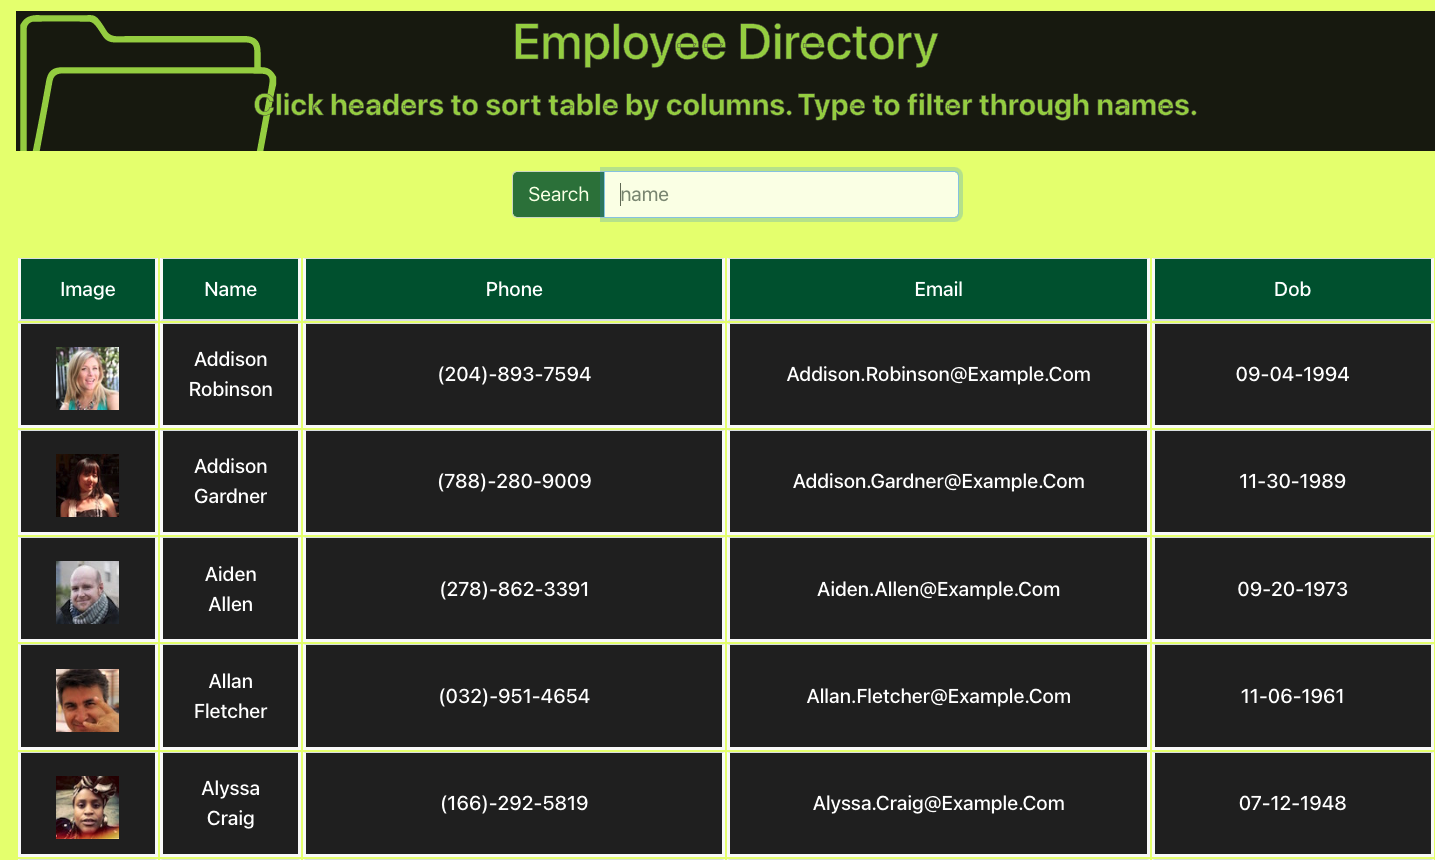 Employee Directory
Click headers to sort table by columns. Type to filter through names.
Search name
Image Name Phone Email Dob
Addison
Robinson
(204)-893-7594 Addison.Robinson@Example.Com 09-04-1994
Addison
Gardner
(788)-280-9009 Addison.Gardner@Example.Com 11-30-1989
Aiden
Allen
(278)-862-3391 Aiden.Allen@Example.Com 09-20-1973
Allan
Fletcher
(032)-951-4654 Allan.Fletcher@Example.Com 11-06-1961
Alyssa
Craig
(166)-292-5819 Alyssa.Craig@Example.Com 07-12-1948